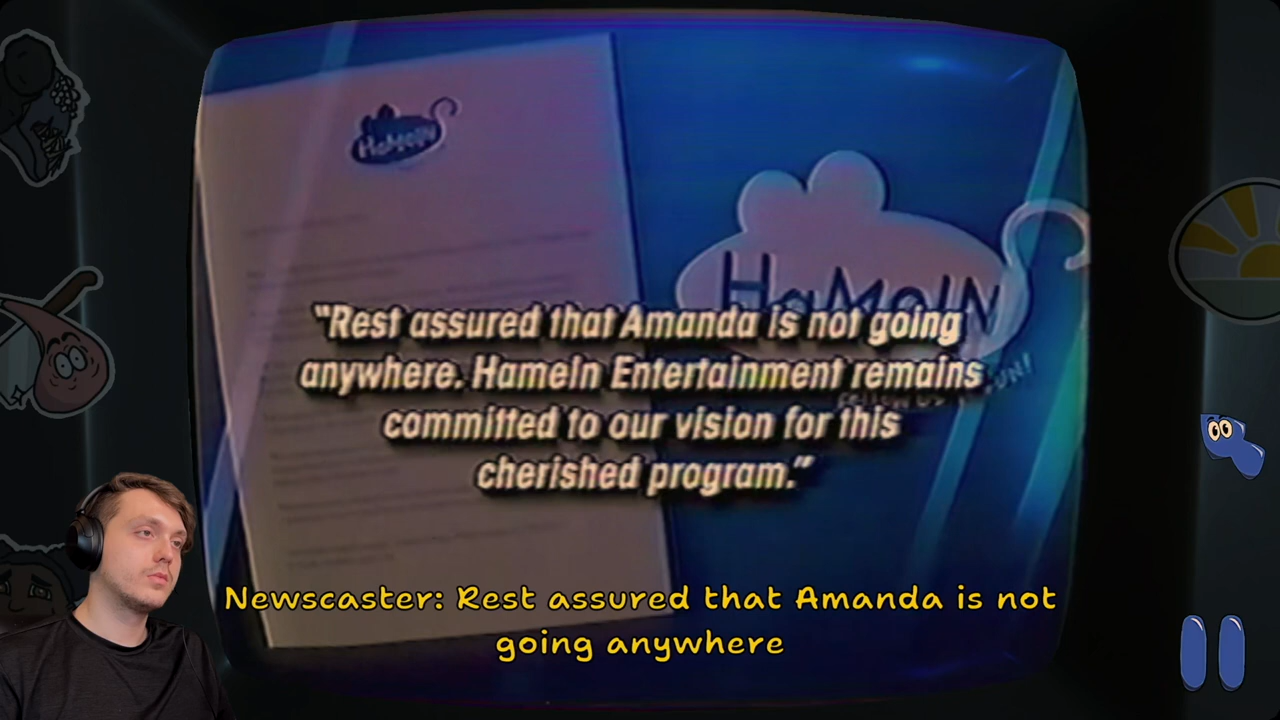 HaMeln
HaMelN
"Rest assured that Amanda is not going
anywhere. Hameln Entertainment remains
committed to our vision for this
cherished program."
Newscaster: Rest assured that Amanda is not
going anywhere